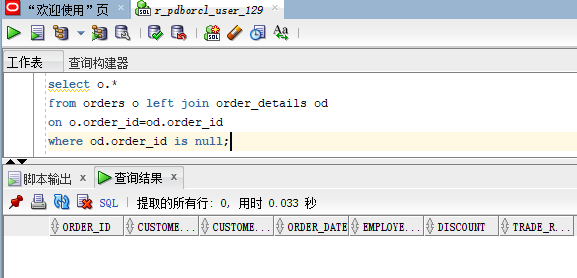 “欢迎使用”页 × r_pdborcl_user_129 ×
SQL Aa
工作表 查询构建器
select o.*
from orders o left join order_details od
on o.order_id=od.order_id
where od.order_id is null;
脚本输出 × 查询结果 ×
SQL | 提取的所有行: 0, 用时 0.033 秒
ORDER_ID CUSTOME... CUSTOME... ORDER_DATE EMPLOYE... DISCOUNT TRADE_R...